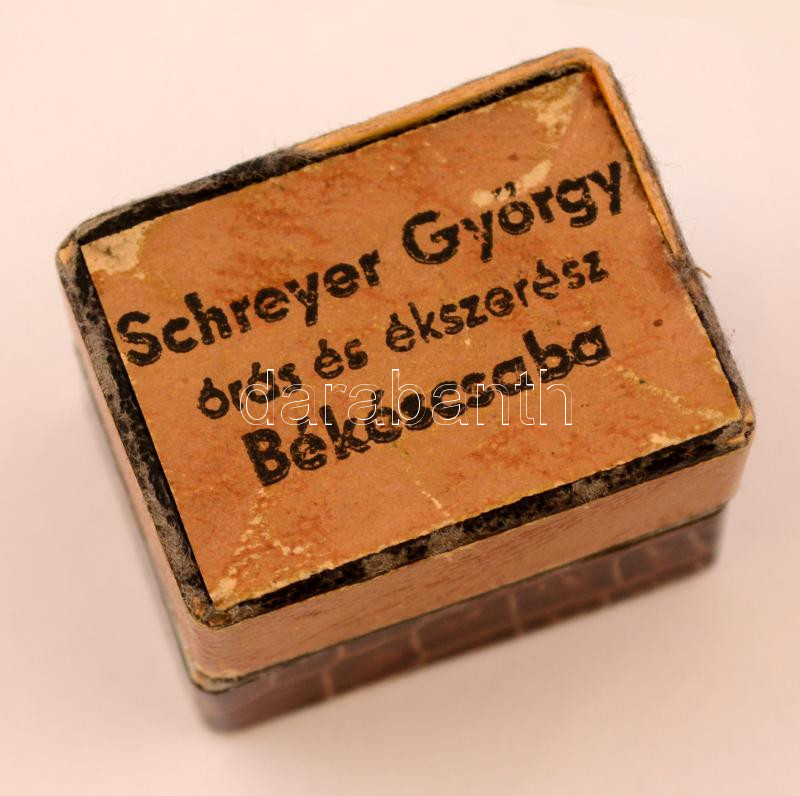 Schreyer György
órás és ékszerész
Békéscsaba
darabanth